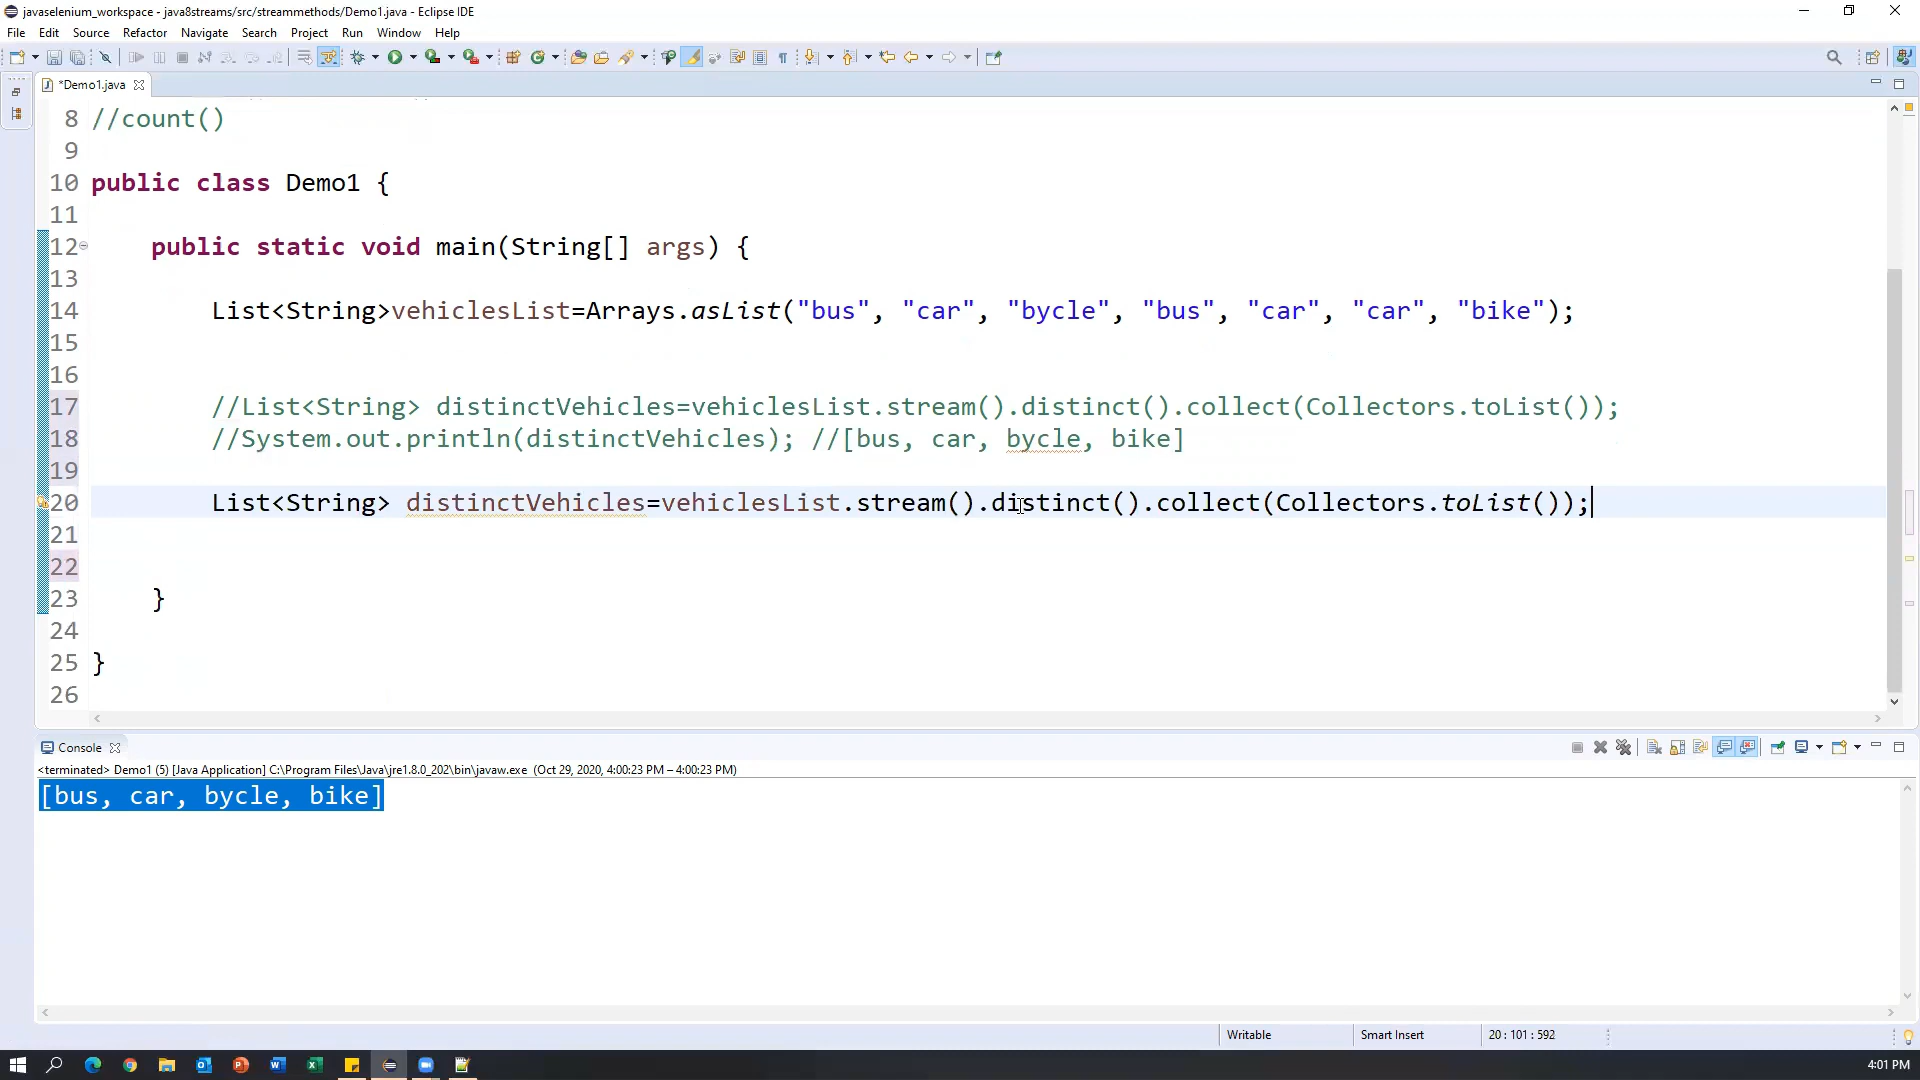 javaselenium_workspace - java8streams/src/streammethods/Demo1.java - Eclipse IDE
File Edit Source Refactor Navigate Search Project Run Window Help
*Demo1.java
8 //count()
9
10 public class Demo1 {
11
12 public static void main(String[] args) {
13
14 List<String>vehiclesList=Arrays.asList("bus", "car", "bycle", "bus", "car", "car", "bike");
15
16
17 //List<String> distinctVehicles=vehiclesList.stream().distinct().collect(Collectors.toList());
18 //System.out.println(distinctVehicles); //[bus, car, bycle, bike]
19
20 List<String> distinctVehicles=vehiclesList.stream().distinct().collect(Collectors.toList());
21
22
23 }
24
25 }
26
Console
<terminated> Demo1 (5) [Java Application] C:\Program Files\Java\jre1.8.0_202\bin\javaw.exe (Oct 29, 2020, 4:00:23 PM – 4:00:23 PM)
[bus, car, bycle, bike]
Writable Smart Insert 20 : 101 : 592
4:01 PM